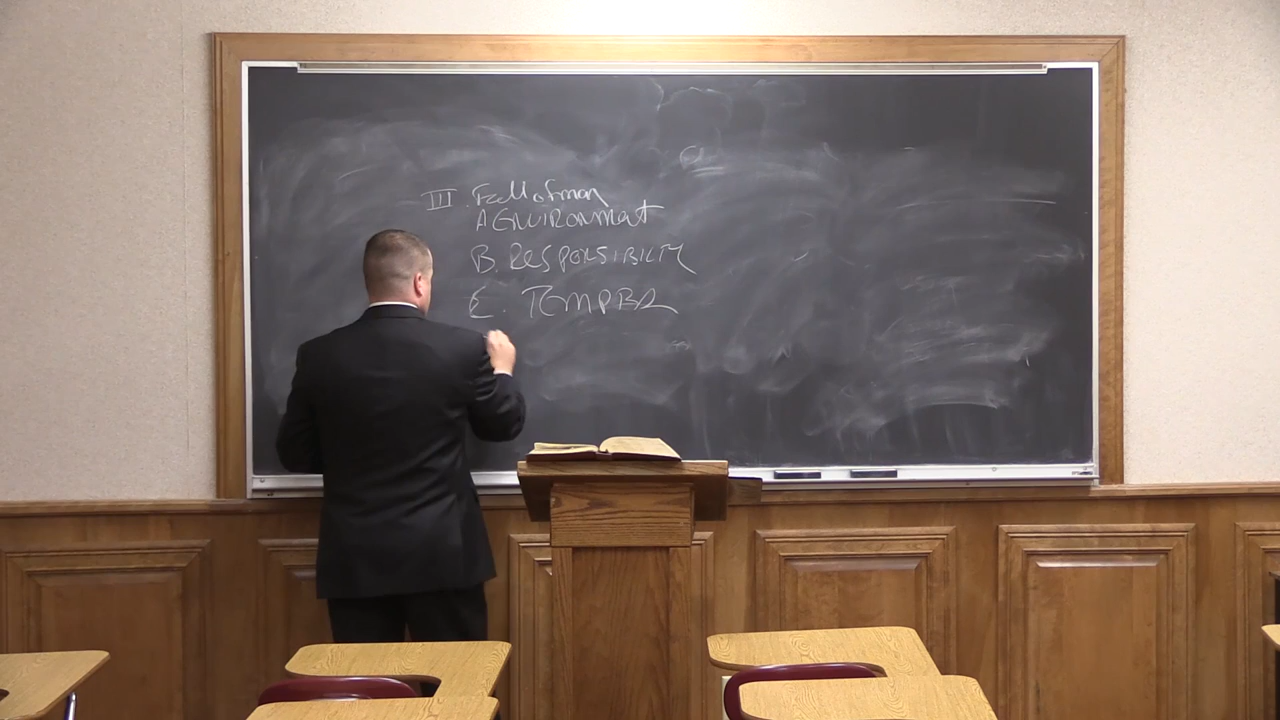 III. Fall of man
A Environment
B. Responsibility
C. Temper